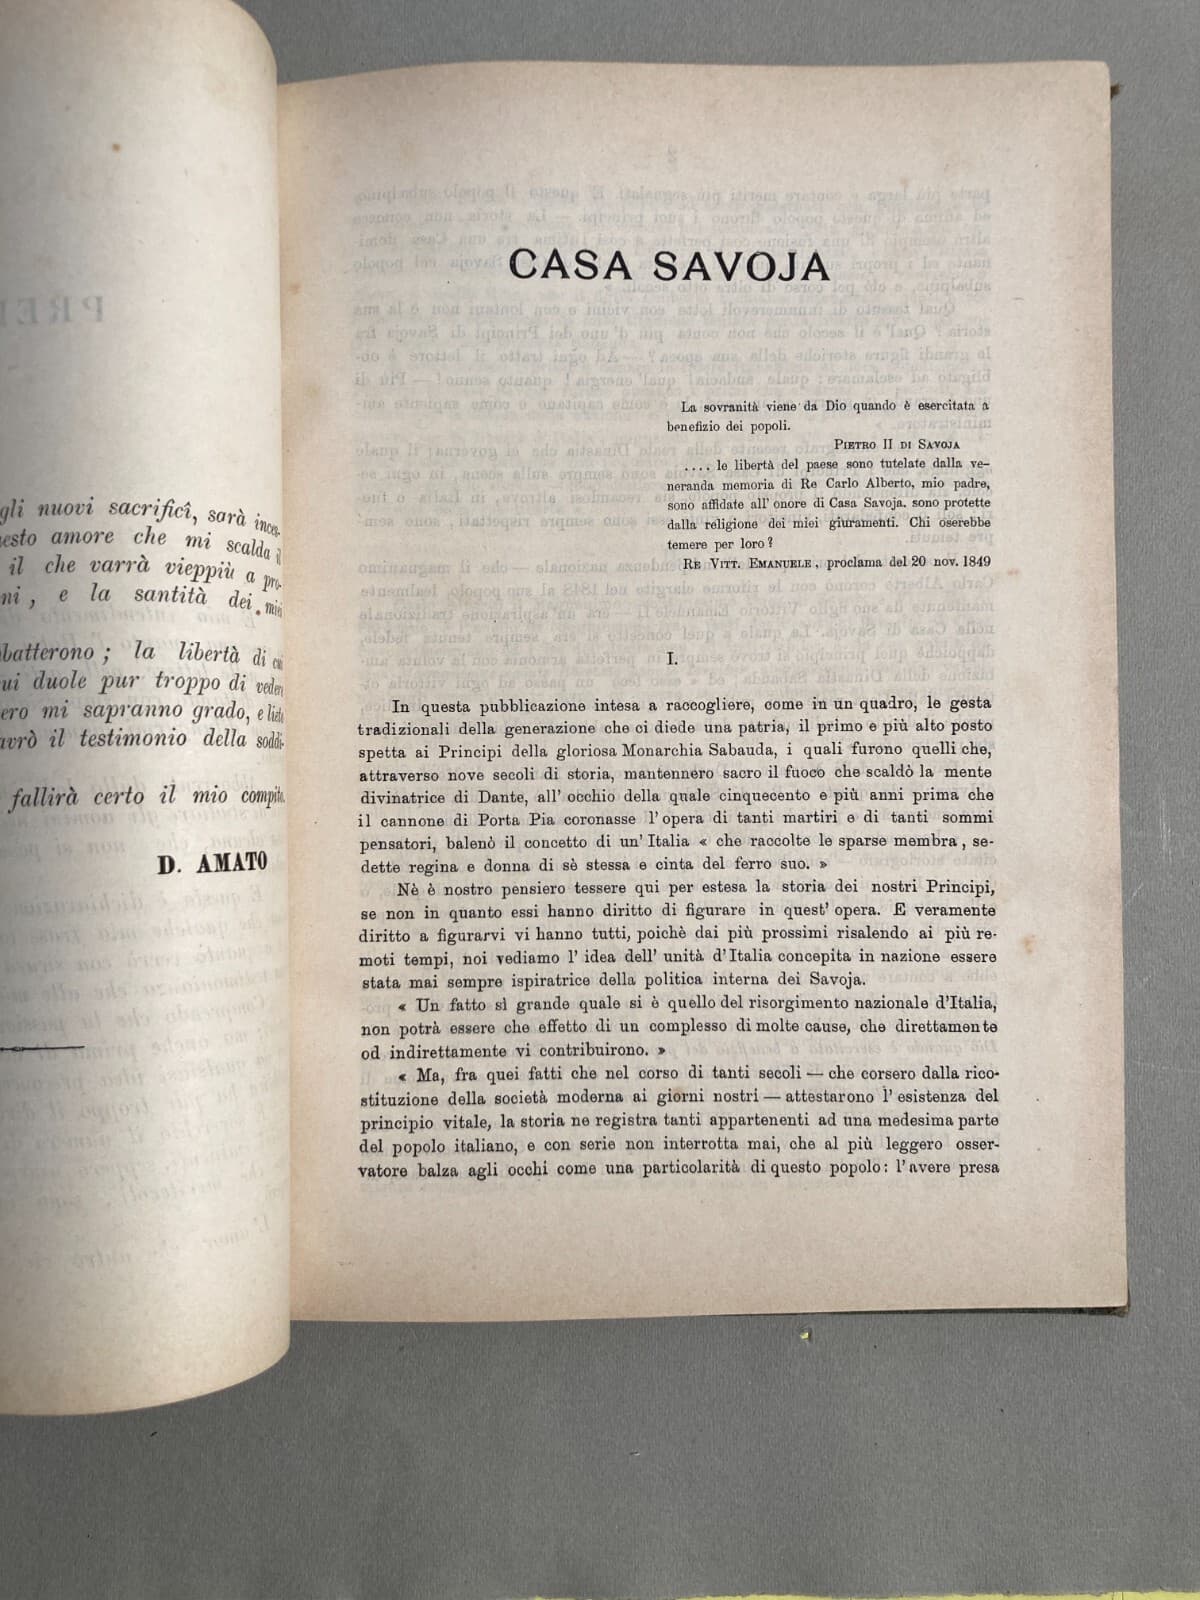 gli nuovi sacrificî, sarà
esto amore che mi scalda il
il che varrà vieppiù a pro-
ni, e la santità dei miei
batterono; la libertà di cui
ui duole pur troppo di veder
ero mi sapranno grado, e lieto
avrò il testimonio della soddi-
fallirà certo il mio compito.
D. AMATO
CASA SAVOJA
La sovranità viene da Dio quando è esercitata a
benefizio dei popoli.
PIETRO II DI SAVOJA
.... le libertà del paese sono tutelate dalla ve-
neranda memoria di Re Carlo Alberto, mio padre,
sono affidate all' onore di Casa Savoja. sono protette
dalla religione dei miei giuramenti. Chi oserebbe
temere per loro?
RE VITT. EMANUELE, proclama del 20 nov. 1849
I.
In questa pubblicazione intesa a raccogliere, come in un quadro, le gesta
tradizionali della generazione che ci diede una patria, il primo e più alto posto
spetta ai Principi della gloriosa Monarchia Sabauda, i quali furono quelli che,
attraverso nove secoli di storia, mantennero sacro il fuoco che scaldò la mente
divinatrice di Dante, all' occhio della quale cinquecento e più anni prima che
il cannone di Porta Pia coronasse l' opera di tanti martiri e di tanti sommi
pensatori, balenò il concetto di un' Italia « che raccolte le sparse membra, se-
dette regina e donna di sè stessa e cinta del ferro suo. »
Nè è nostro pensiero tessere qui per estesa la storia dei nostri Principi,
se non in quanto essi hanno diritto di figurare in quest' opera. E veramente
diritto a figurarvi vi hanno tutti, poichè dai più prossimi risalendo ai più re-
moti tempi, noi vediamo l' idea dell' unità d'Italia concepita in nazione essere
stata mai sempre ispiratrice della politica interna dei Savoja.
« Un fatto sì grande quale si è quello del risorgimento nazionale d'Italia,
non potrà essere che effetto di un complesso di molte cause, che direttamente
od indirettamente vi contribuirono. »
« Ma, fra quei fatti che nel corso di tanti secoli — che corsero dalla rico-
stituzione della società moderna ai giorni nostri — attestarono l' esistenza del
principio vitale, la storia ne registra tanti appartenenti ad una medesima parte
del popolo italiano, e con serie non interrotta mai, che al più leggero osser-
vatore balza agli occhi come una particolarità di questo popolo: l'avere presa